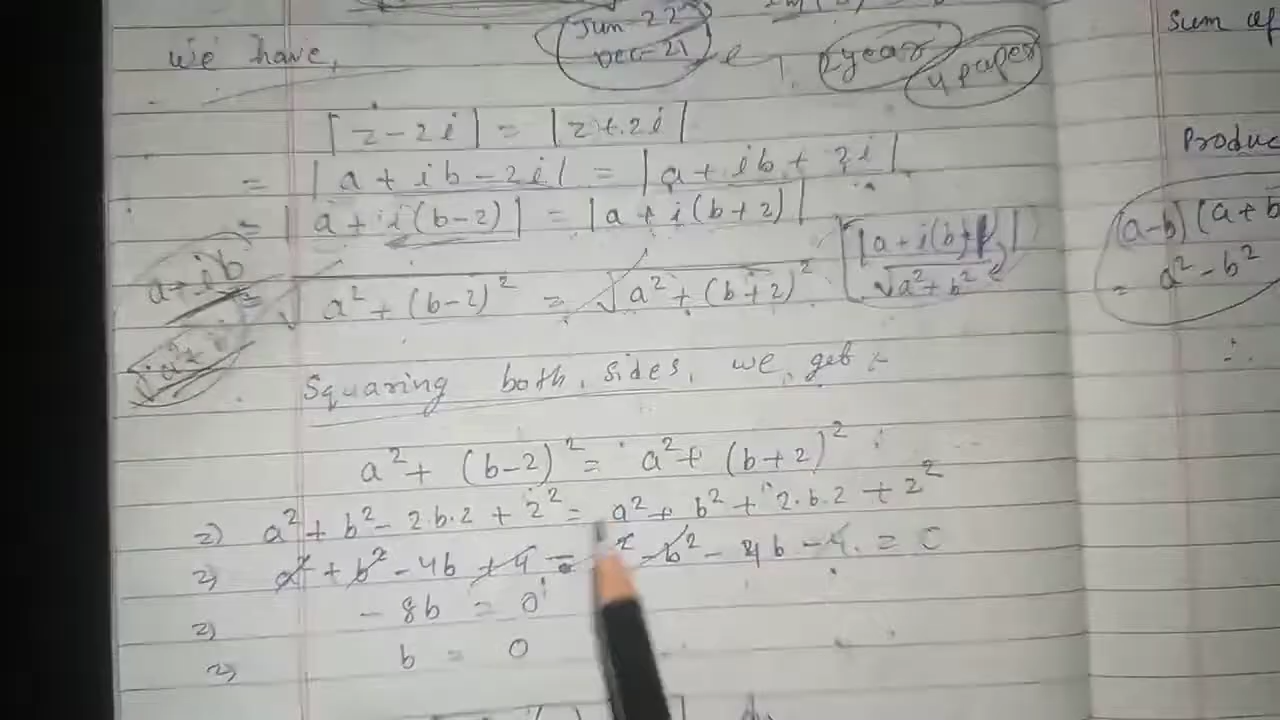 Jun-22
Dec-21
We have,
2year
4 paper
|z-2i| = |z+2i|
= |a+ib-2i| = |a+ib+2i|
= |a+i(b-2)| = |a+i(b+2)|
= √a²+(b-2)² = √a²+(b+2)²
a+ib
√a²+b²
Squaring both sides, we get :-
a²+(b-2)² = a²+(b+2)²
=) a²+b²-2.b.2+2² = a²+b²+2.b.2+2²
=) a²+b²-4b+4-a²-b²-4b-4 = 0
=) -8b = 0
=) b = 0
Sum of
Produc
(a-b)(a+b
= a²-b²
∴